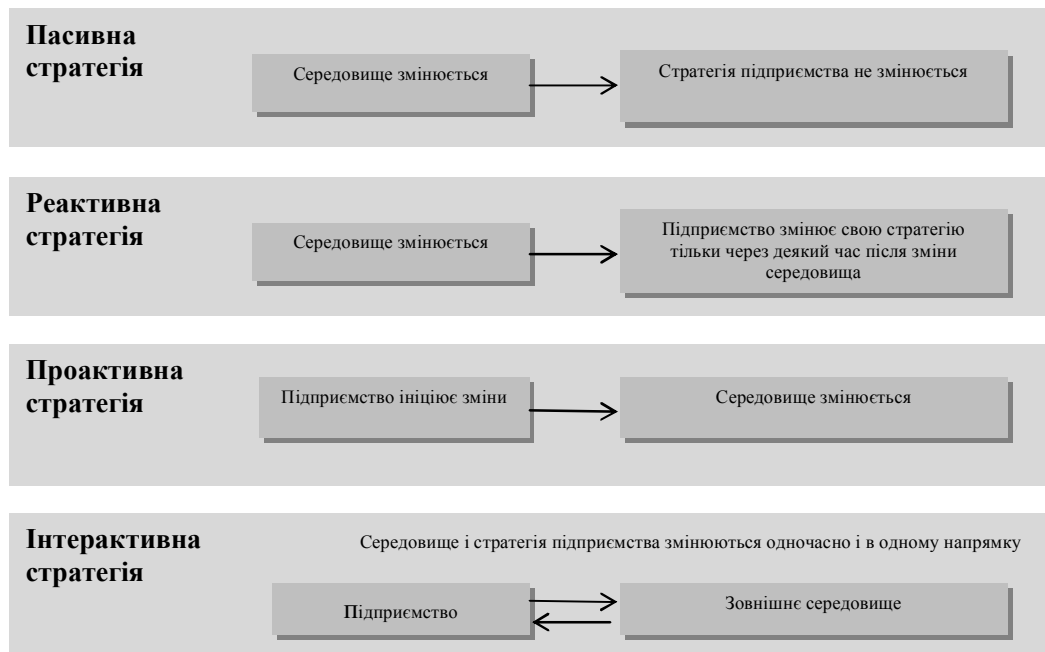 Пасивна
стратегія
Середовище змінюється
Стратегія підприємства не змінюється
Реактивна
стратегія
Середовище змінюється
Підприємство змінює свою стратегію
тільки через деякий час після зміни
середовища
Проактивна
стратегія
Підприємство ініціює зміни
Середовище змінюється
Інтерактивна
стратегія
Середовище і стратегія підприємства змінюються одночасно і в одному напрямку
Підприємство
Зовнішнє середовище